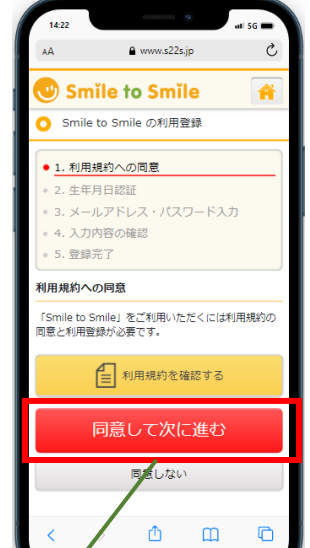 14:22
5G
AA
www.s22s.jp
Smile to Smile
Smile to Smile の利用登録
1. 利用規約への同意
2. 生年月日認証
3. メールアドレス・パスワード入力
4. 入力内容の確認
5. 登録完了
利用規約への同意
「Smile to Smile」をご利用いただくには利用規約の
同意と利用登録が必要です。
利用規約を確認する
同意して次に進む
同意しない